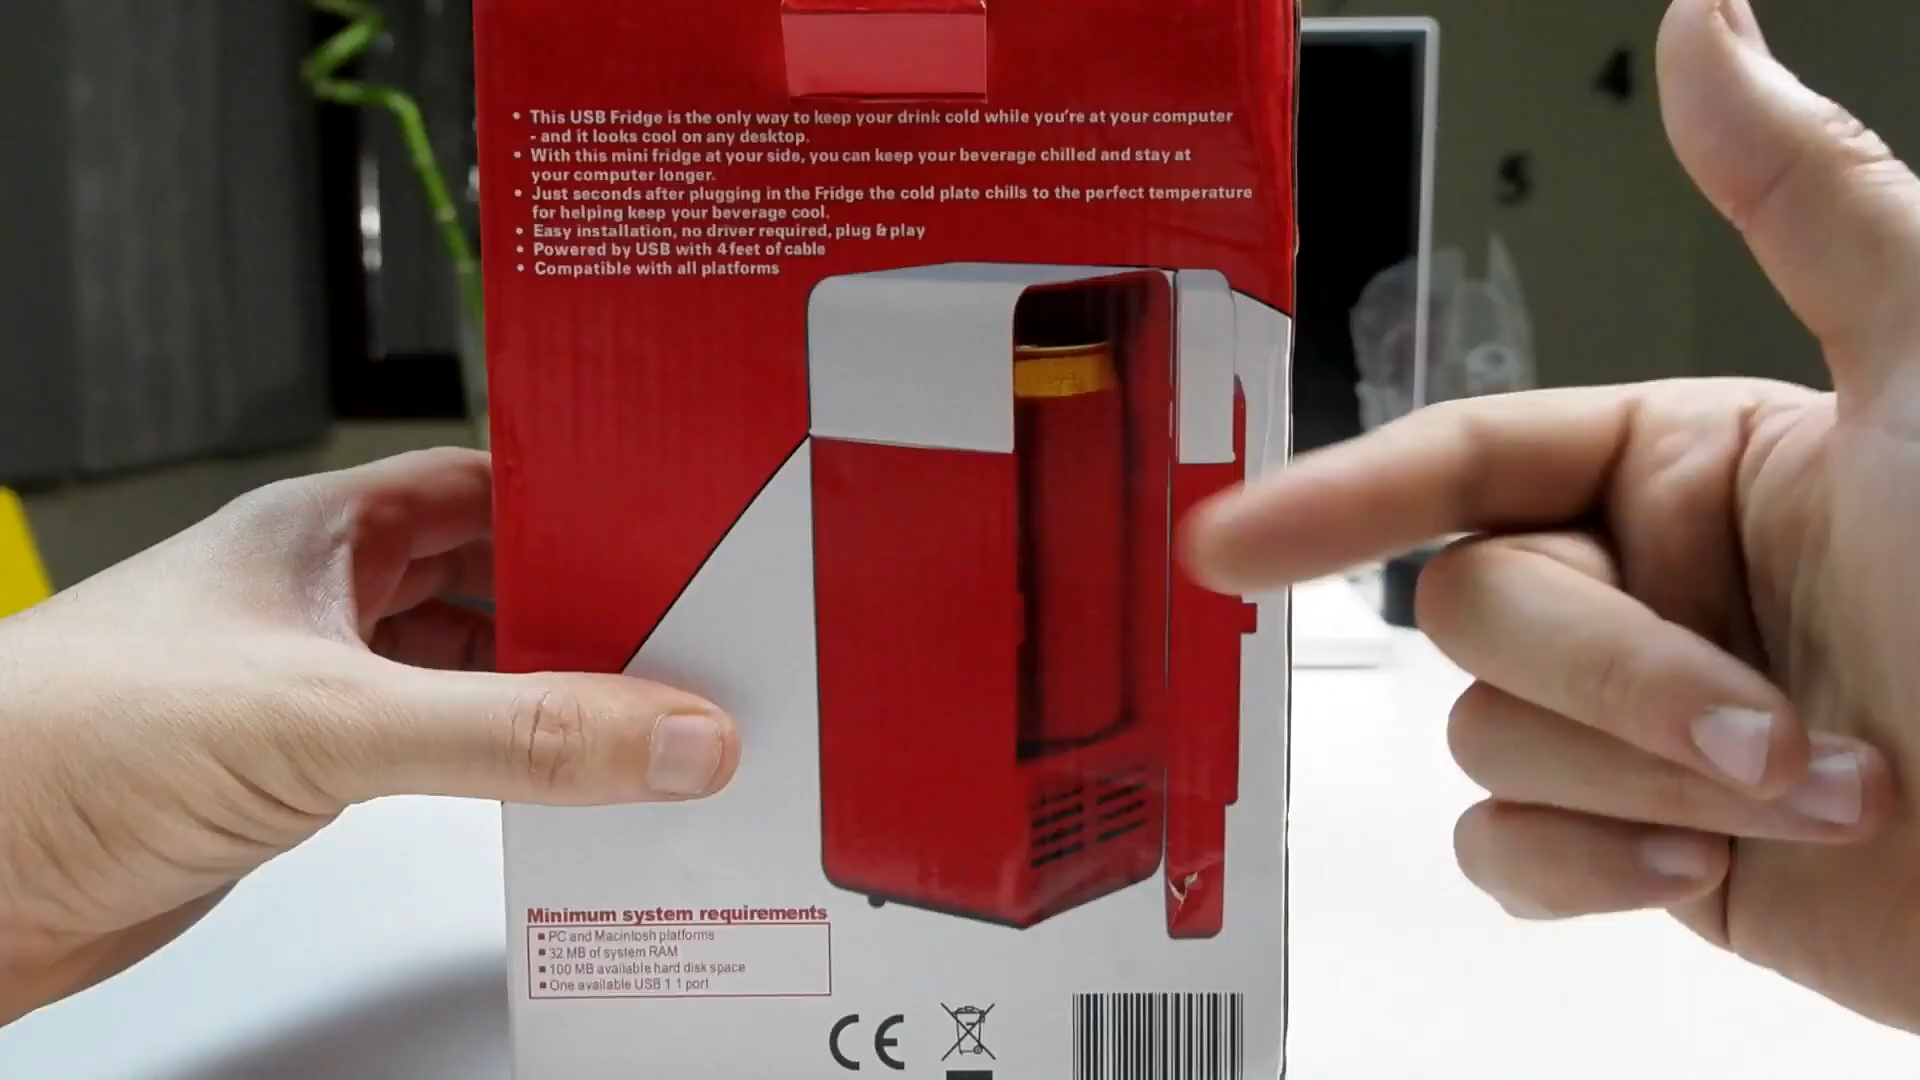 • This USB Fridge is the only way to keep your drink cold while you're at your computer
- and it looks cool on any desktop.
• With this mini fridge at your side, you can keep your beverage chilled and stay at
your computer longer.
• Just seconds after plugging in the Fridge the cold plate chills to the perfect temperature
for helping keep your beverage cool.
• Easy installation, no driver required, plug & play
• Powered by USB with 4feet of cable
• Compatible with all platforms
4
5
Minimum system requirements
▪ PC and Macintosh platforms
▪ 32 MB of system RAM
▪ 100 MB available hard disk space
▪ One available USB 1 1 port
CE